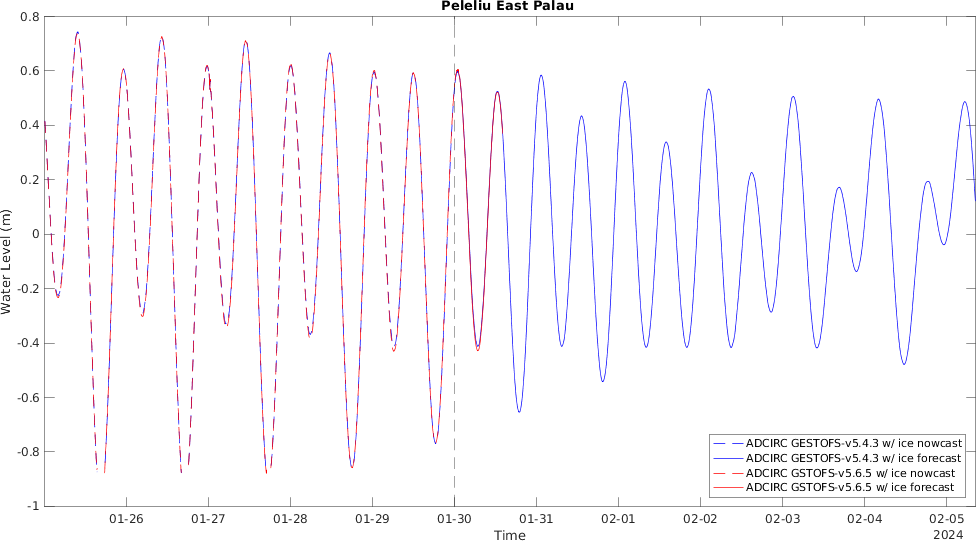 Peleliu East Palau
0.8
0.6
0.4
0.2
0
-0.2
-0.4
-0.6
-0.8
-1
Water Level (m)
ADCIRC GESTOFS-v5.4.3 w/ ice nowcast
ADCIRC GESTOFS-v5.4.3 w/ ice forecast
ADCIRC GSTOFS-v5.6.5 w/ ice nowcast
ADCIRC GSTOFS-v5.6.5 w/ ice forecast
01-26 01-27 01-28 01-29 01-30 01-31 02-01 02-02 02-03 02-04 02-05
Time 2024